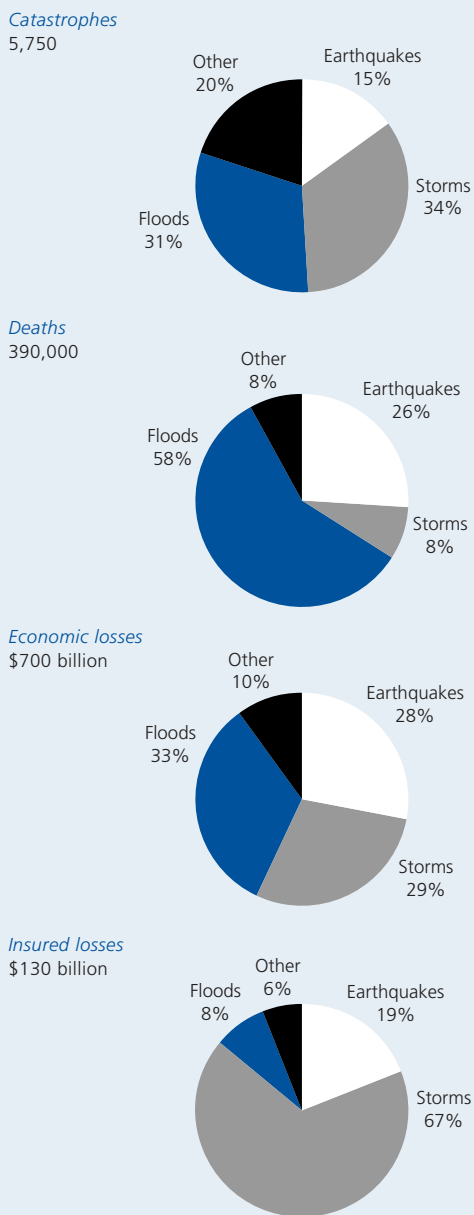 Catastrophes
5,750
Other
20%
Earthquakes
15%
Storms
34%
Floods
31%
Deaths
390,000
Other
8%
Earthquakes
26%
Floods
58%
Storms
8%
Economic losses
$700 billion
Other
10%
Earthquakes
28%
Floods
33%
Storms
29%
Insured losses
$130 billion
Other
6%
Floods
8%
Earthquakes
19%
Storms
67%